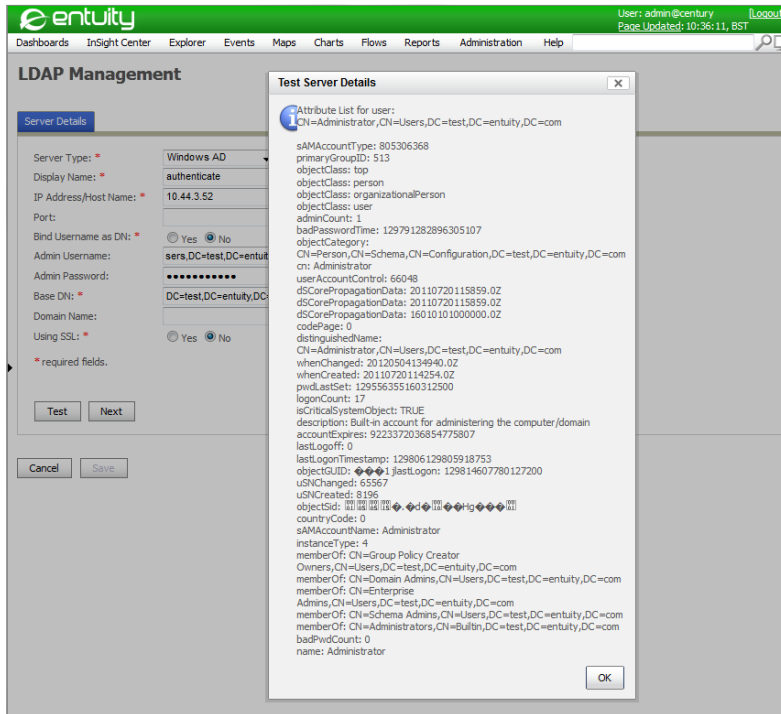 entuity
User: admin@century
[Logout
Page Updated: 10:36:11, BST
Dashboards InSight Center Explorer Events Maps Charts Flows Reports Administration Help
LDAP Management
Server Details
Server Type: * Windows AD
Display Name: * authenticate
IP Address/Host Name: * 10.44.3.52
Port:
Bind Username as DN: * Yes No
Admin Username: sers,DC=test,DC=entuit
Admin Password: •••••••••••
Base DN: * DC=test,DC=entuity,DC=
Domain Name:
Using SSL: * Yes No
* required fields.
Test Next
Cancel Save
Test Server Details
Attribute List for user:
CN=Administrator,CN=Users,DC=test,DC=entuity,DC=com
sAMAccountType: 805306368
primaryGroupID: 513
objectClass: top
objectClass: person
objectClass: organizationalPerson
objectClass: user
adminCount: 1
badPasswordTime: 129791282896305107
objectCategory:
CN=Person,CN=Schema,CN=Configuration,DC=test,DC=entuity,DC=com
cn: Administrator
userAccountControl: 66048
dSCorePropagationData: 20110720115859.0Z
dSCorePropagationData: 20110720115859.0Z
dSCorePropagationData: 16010101000000.0Z
codePage: 0
distinguishedName:
CN=Administrator,CN=Users,DC=test,DC=entuity,DC=com
whenChanged: 20120504134940.0Z
whenCreated: 20110720114254.0Z
pwdLastSet: 129556355160312500
logonCount: 17
isCriticalSystemObject: TRUE
description: Built-in account for administering the computer/domain
accountExpires: 9223372036854775807
lastLogoff: 0
lastLogonTimestamp: 129806129805918753
objectGUID: ���1 jlastLogon: 129814607780127200
uSNChanged: 65567
uSNCreated: 8196
objectSid:
countryCode: 0
sAMAccountName: Administrator
instanceType: 4
memberOf: CN=Group Policy Creator
Owners,CN=Users,DC=test,DC=entuity,DC=com
memberOf: CN=Domain Admins,CN=Users,DC=test,DC=entuity,DC=com
memberOf: CN=Enterprise
Admins,CN=Users,DC=test,DC=entuity,DC=com
memberOf: CN=Schema Admins,CN=Users,DC=test,DC=entuity,DC=com
memberOf: CN=Administrators,CN=Builtin,DC=test,DC=entuity,DC=com
badPwdCount: 0
name: Administrator
OK